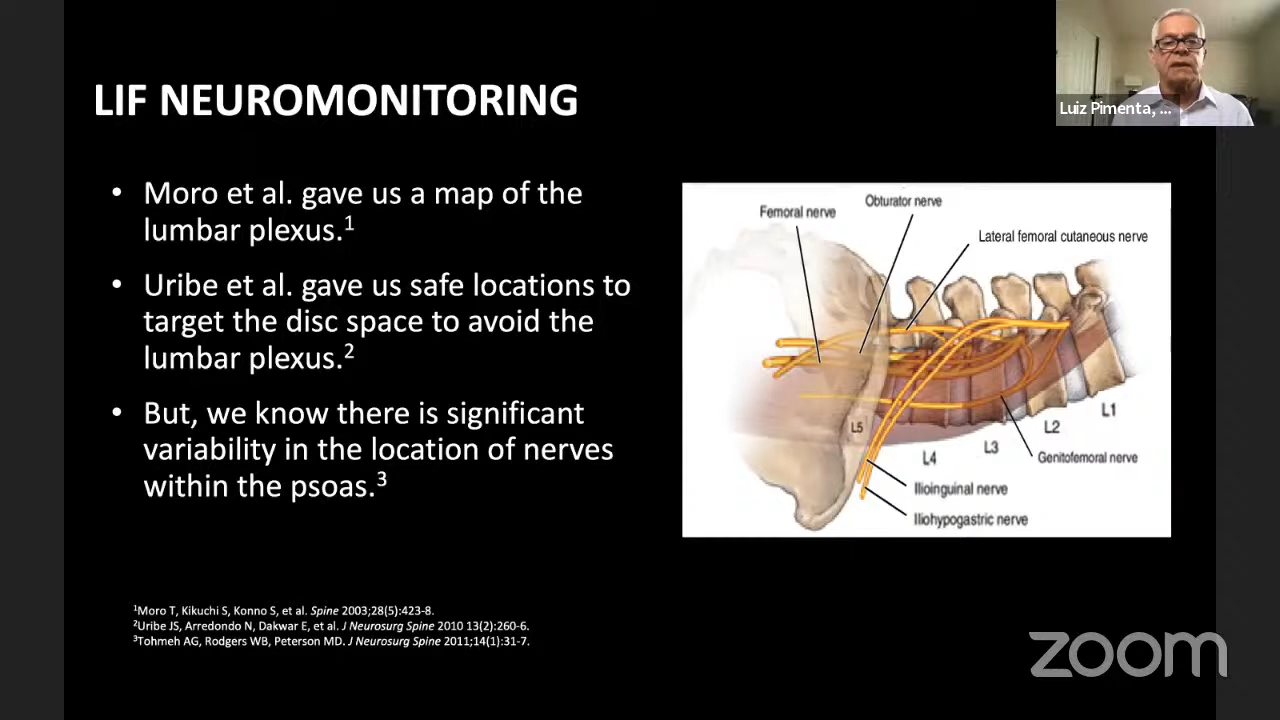 Luiz Pimenta, ...
LIF NEUROMONITORING
• Moro et al. gave us a map of the
lumbar plexus.1
• Uribe et al. gave us safe locations to
target the disc space to avoid the
lumbar plexus.2
• But, we know there is significant
variability in the location of nerves
within the psoas.3
Obturator nerve
Femoral nerve
Lateral femoral cutaneous nerve
L1
L5
L2
L3
L4
Genitofemoral nerve
Ilioinguinal nerve
Iliohypogastric nerve
1Moro T, Kikuchi S, Konno S, et al. Spine 2003;28(5):423-8.
2Uribe JS, Arredondo N, Dakwar E, et al. J Neurosurg Spine 2010 13(2):260-6.
3Tohmeh AG, Rodgers WB, Peterson MD. J Neurosurg Spine 2011;14(1):31-7.
zoom